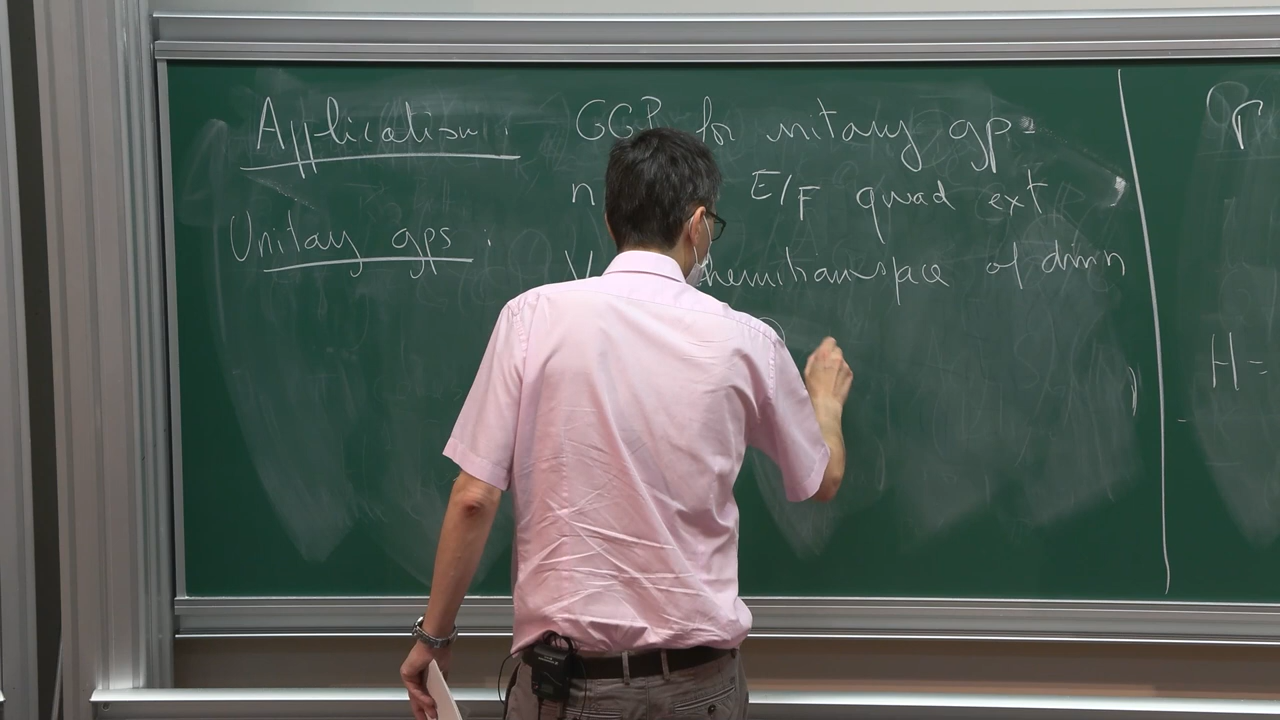 Application : GGP for unitary gps
n E/F quad ext
Unitary gps : V hermitian space of dim n
H =